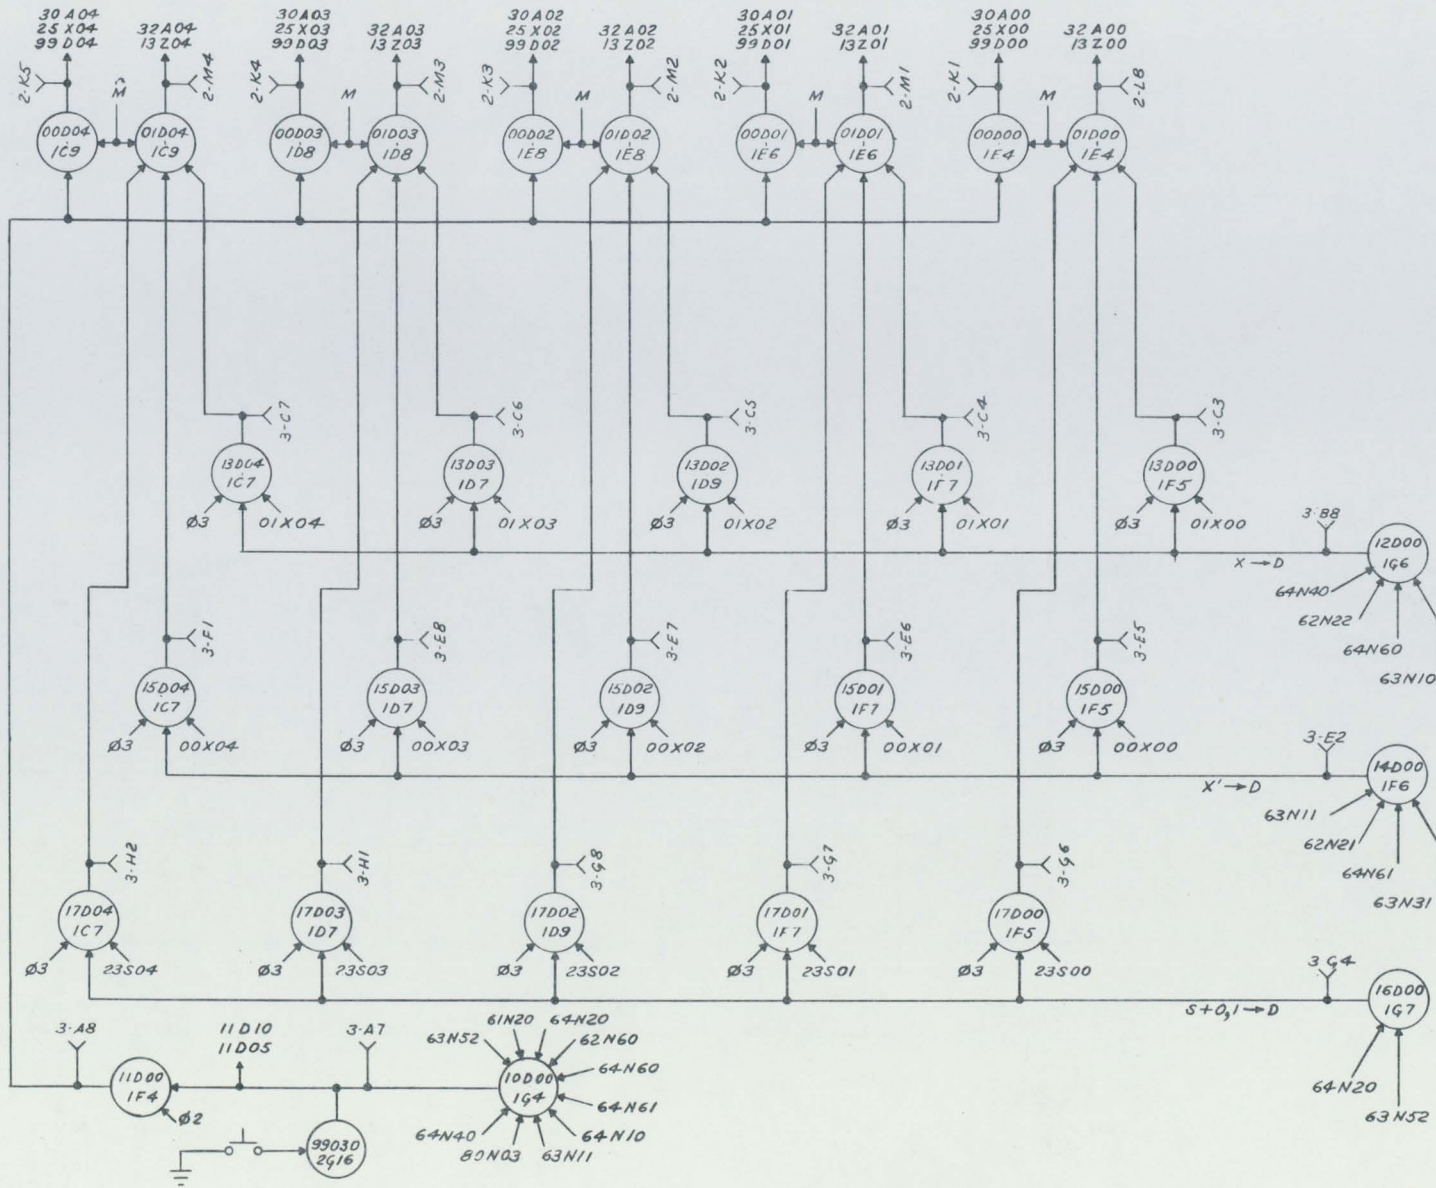 30A04 32A04 30A03 32A03 30A02 32A02 30A01 32A01 30A00 32A00
25X04 13Z04 25X03 13Z03 25X02 13Z02 25X01 13Z01 25X00 13Z00
99D04 99D03 99D02 99D01 99D00
2-K5 M 2-M4 2-K4 M 2-M3 2-K3 M 2-M2 2-K2 M 2-M1 2-K1 M 2-L8
00D04 01D04 00D03 01D03 00D02 01D02 00D01 01D01 00D00 01D00
1C9 1C9 1D8 1D8 1E8 1E8 1E6 1E6 1E4 1E4
3-C7 3-C6 3-C5 3-C4 3-C3
13D04 13D03 13D02 13D01 13D00
1C7 1D7 1D9 1F7 1F5
Ø3 01X04 Ø3 01X03 Ø3 01X02 Ø3 01X01 Ø3 01X00
3-B8
X→D
12D00
1G6
64N40
62N22
64N60
63N10
3-F1 3-E8 3-E7 3-E6 3-E5
15D04 15D03 15D02 15D01 15D00
1C7 1D7 1D9 1F7 1F5
Ø3 00X04 Ø3 00X03 Ø3 00X02 Ø3 00X01 Ø3 00X00
3-E2
X'→D
14D00
1F6
63N11
62N21
64N61
63N31
3-H2 3-H1 3-G8 3-G7 3-G6
17D04 17D03 17D02 17D01 17D00
1C7 1D7 1D9 1F7 1F5
Ø3 23S04 Ø3 23S03 Ø3 23S02 Ø3 23S01 Ø3 23S00
3G4
S+0,1→D
16D00
1G7
64N20
63N52
3-A8
11D10
11D05
3-A7
11D00
1F4
Ø2
99030
2G16
10D00
1G4
63N52
61N20
64N20
62N60
64N60
64N61
64N10
63N11
80N03
64N40